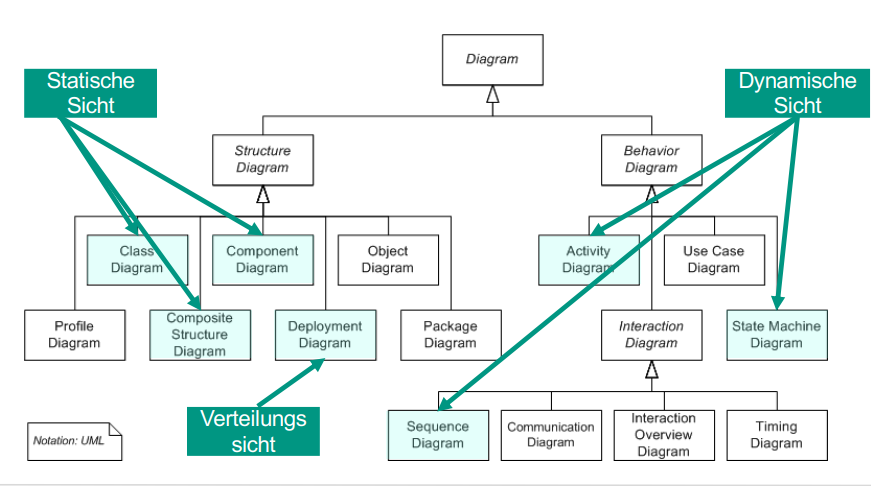 Diagram
Statische
Sicht
Dynamische
Sicht
Structure
Diagram
Behavior
Diagram
Class
Diagram
Component
Diagram
Object
Diagram
Activity
Diagram
Use Case
Diagram
Profile
Diagram
Composite
Structure
Diagram
Deployment
Diagram
Package
Diagram
Interaction
Diagram
State Machine
Diagram
Verteilungs
sicht
Sequence
Diagram
Communication
Diagram
Interaction
Overview
Diagram
Timing
Diagram
Notation: UML